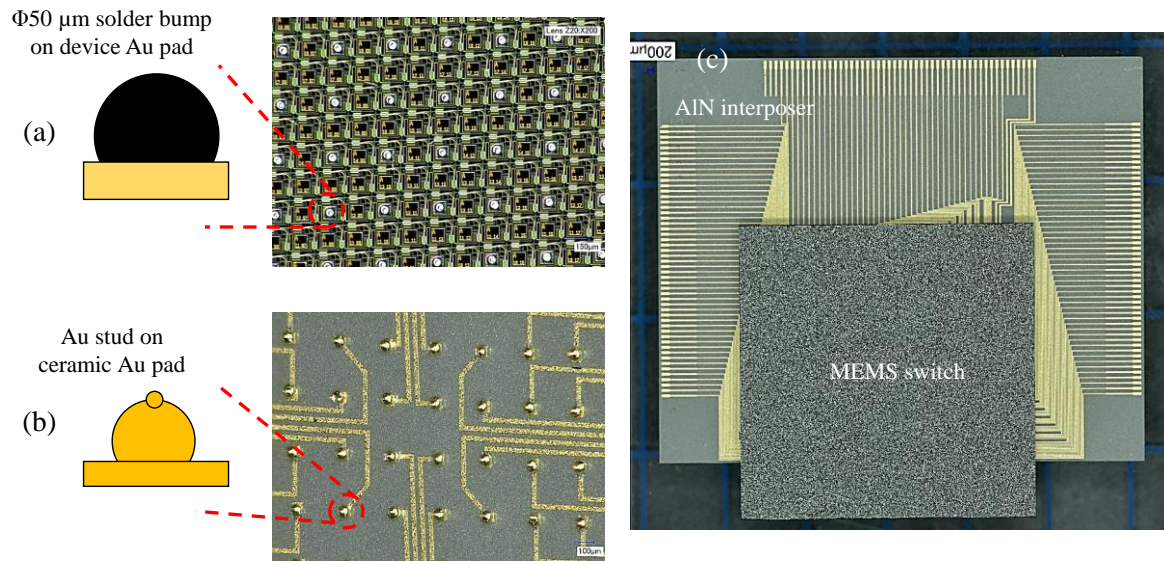 Φ50 µm solder bump
on device Au pad
(a)
Lens Z20:X200
150µm
Au stud on
ceramic Au pad
(b)
100µm
200µm
(c)
AlN interposer
MEMS switch